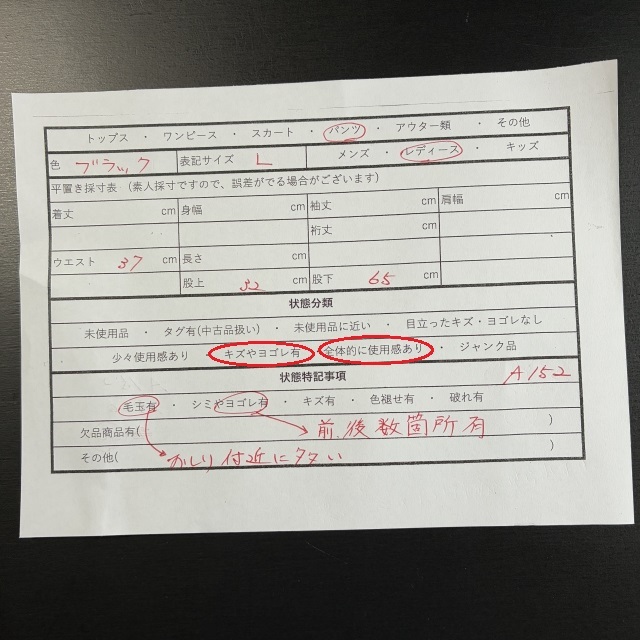 トップス ・ ワンピース ・ スカート ・ パンツ ・ アウター類 ・ その他
色 ブラック 表記サイズ L メンズ ・ レディース ・ キッズ
平置き採寸表 (素人採寸ですので、誤差がでる場合がございます)
着丈 cm 身幅 cm 袖丈 cm 肩幅 cm
裄丈 cm
ウエスト 37 cm 長さ cm
股上 32 cm 股下 65 cm
状態分類
未使用品 ・ タグ有(中古品扱い) ・ 未使用品に近い ・ 目立ったキズ・ヨゴレなし
少々使用感あり ・ キズやヨゴレ有 ・ 全体的に使用感あり ・ ジャンク品
状態特記事項 A152
毛玉有 ・ シミやヨゴレ有 ・ キズ有 ・ 色褪せ有 ・ 破れ有
欠品商品有( 前、後数箇所有 )
その他( おしり付近に多い )